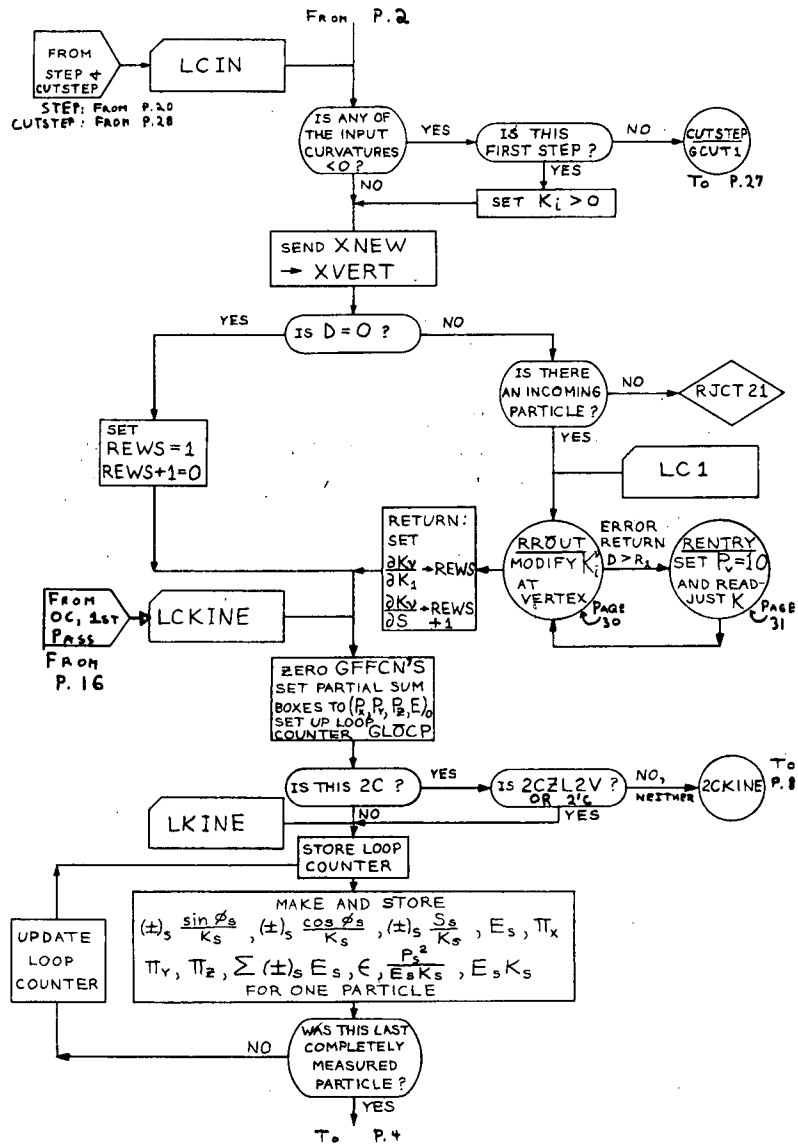 FROM P.2
FROM
STEP &
CUTSTEP
LCIN
STEP: FROM P.20
CUTSTEP: FROM P.28
IS ANY OF
THE INPUT
CURVATURES
<0?
YES
IS THIS
FIRST STEP?
NO
CUTSTEP
GCUT1
TO P.27
YES
NO
SET Ki > 0
SEND XNEW
→ XVERT
YES
IS D=0?
NO
IS THERE
AN INCOMING
PARTICLE?
NO
RJCT21
YES
SET
REWS=1
REWS+1=0
LC1
RETURN:
SET
∂Kv/∂K1 → REWS
∂Kv/∂S → REWS
+1
RRŌUT
MODIFY Ki
AT
VERTEX
PAGE
30
ERROR
RETURN
D>R1
RENTRY
SET Pv=10
AND READ-
JUST K
PAGE
31
FROM
OC, 1ST
PASS
LCKINE
FROM
P. 16
ZERO GFFCN'S
SET PARTIAL SUM
BOXES TO (Px, Py, Pz, E)0
SET UP LOOP
COUNTER GLŌCP
IS THIS 2C?
YES
IS 2CZL2V?
OR 2'C
NO,
NEITHER
2CKINE
TO
P.8
LKINE
NO
YES
STORE LOOP
COUNTER
MAKE AND STORE
(±)s sin φs/Ks, (±)s cos φs/Ks, (±)s Ss/Ks, Es, Πx
Πy, Πz, Σ (±)s Es, ϵ, Ps²/EsKs, EsKs
FOR ONE PARTICLE
UPDATE
LOOP
COUNTER
NO
WAS THIS LAST
COMPLETELY
MEASURED
PARTICLE?
YES
TO P.4